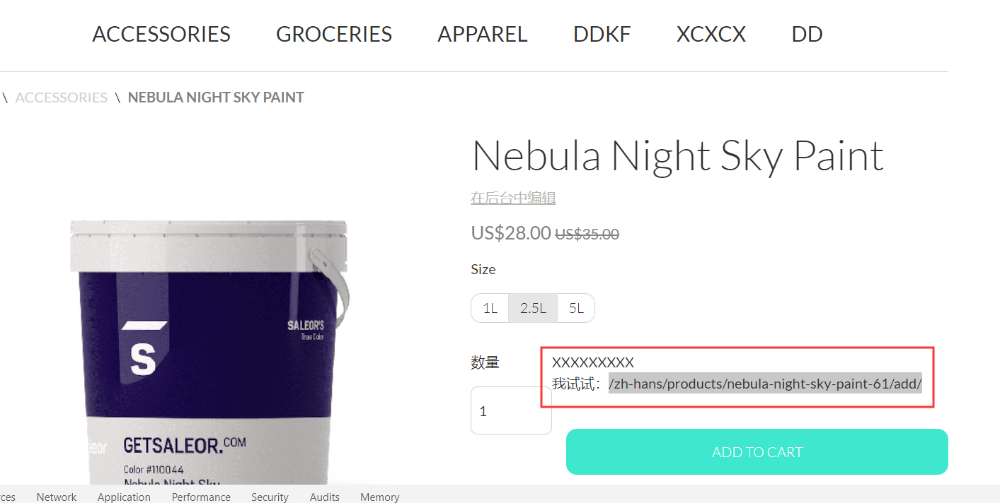 ACCESSORIES GROCERIES APPAREL DDKF XCXCX DD
\ ACCESSORIES \ NEBULA NIGHT SKY PAINT
Nebula Night Sky Paint
在后台中编辑
US$28.00 US$35.00
Size
1L 2.5L 5L
数量
XXXXXXXXX
我试试：/zh-hans/products/nebula-night-sky-paint-61/add/
1
ADD TO CART
SALEOR'S
True Color
S
GETSALEOR.COM
Color #110044
Nebula Night Sky
Network Application Performance Security Audits Memory